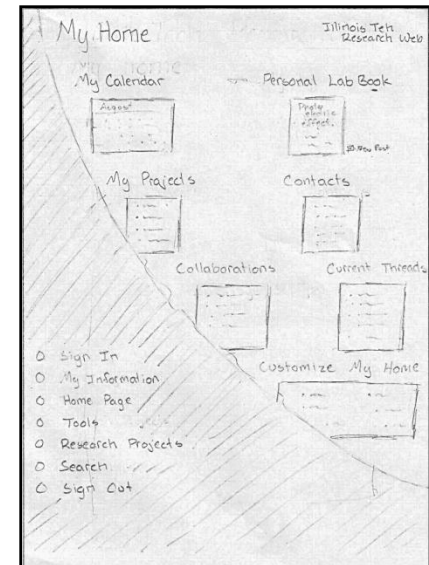 My Home
Illinois Teh
Research Web
My Calendar
Personal Lab Book
August
Photo
electric
effect
My Projects
Contacts
Collaborations
Current Threads
Customize My Home
O Sign In
O My Information
O Home Page
O Tools
O Research Projects
O Search
O Sign Out